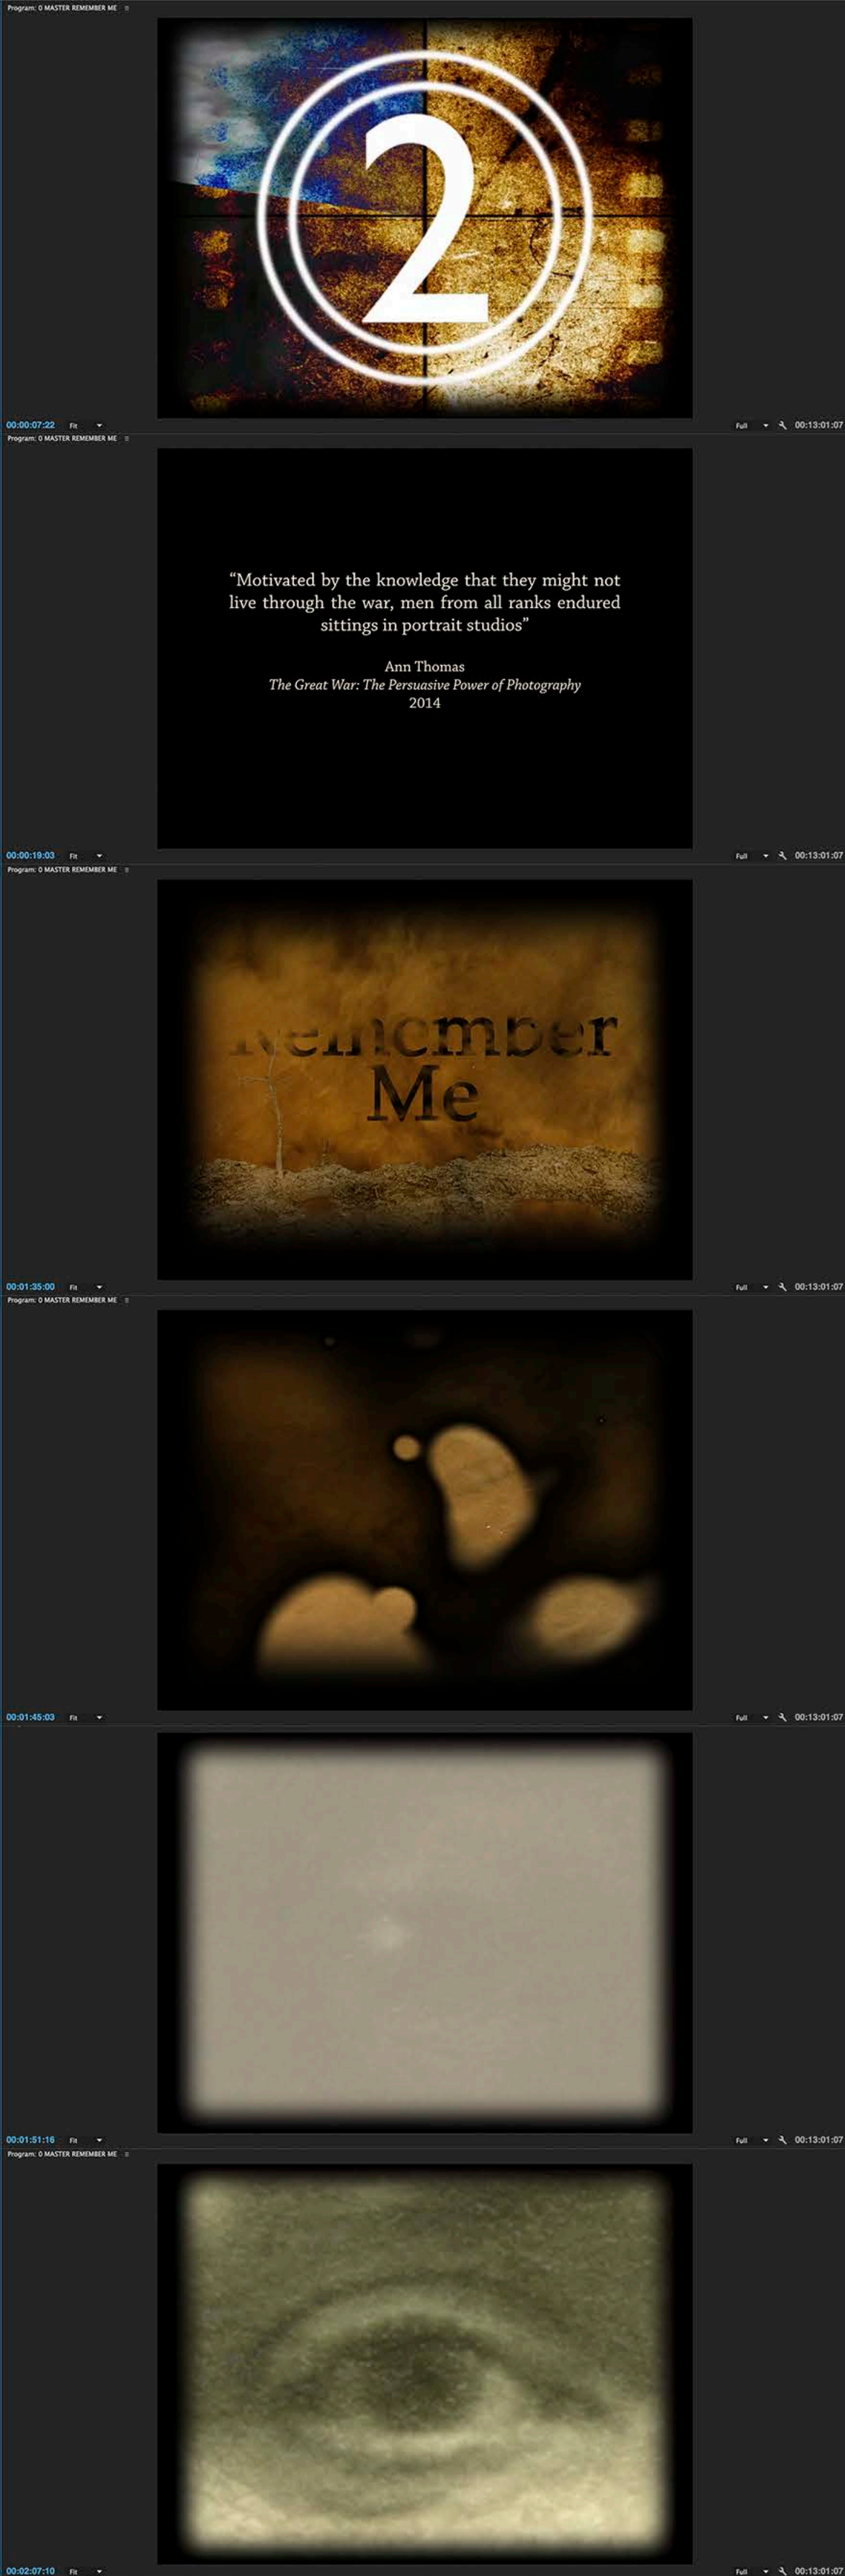 Program: 0 MASTER REMEMBER ME
2
00:00:07:22 Fit Full 00:13:01:07
Program: 0 MASTER REMEMBER ME
“Motivated by the knowledge that they might not
live through the war, men from all ranks endured
sittings in portrait studios”
Ann Thomas
The Great War: The Persuasive Power of Photography
2014
00:00:19:03 Fit Full 00:13:01:07
Program: 0 MASTER REMEMBER ME
Remember
Me
00:01:35:00 Fit Full 00:13:01:07
Program: 0 MASTER REMEMBER ME
00:01:45:03 Fit Full 00:13:01:07
00:01:51:16 Fit Full 00:13:01:07
Program: 0 MASTER REMEMBER ME
00:02:07:10 Fit Full 00:13:01:07